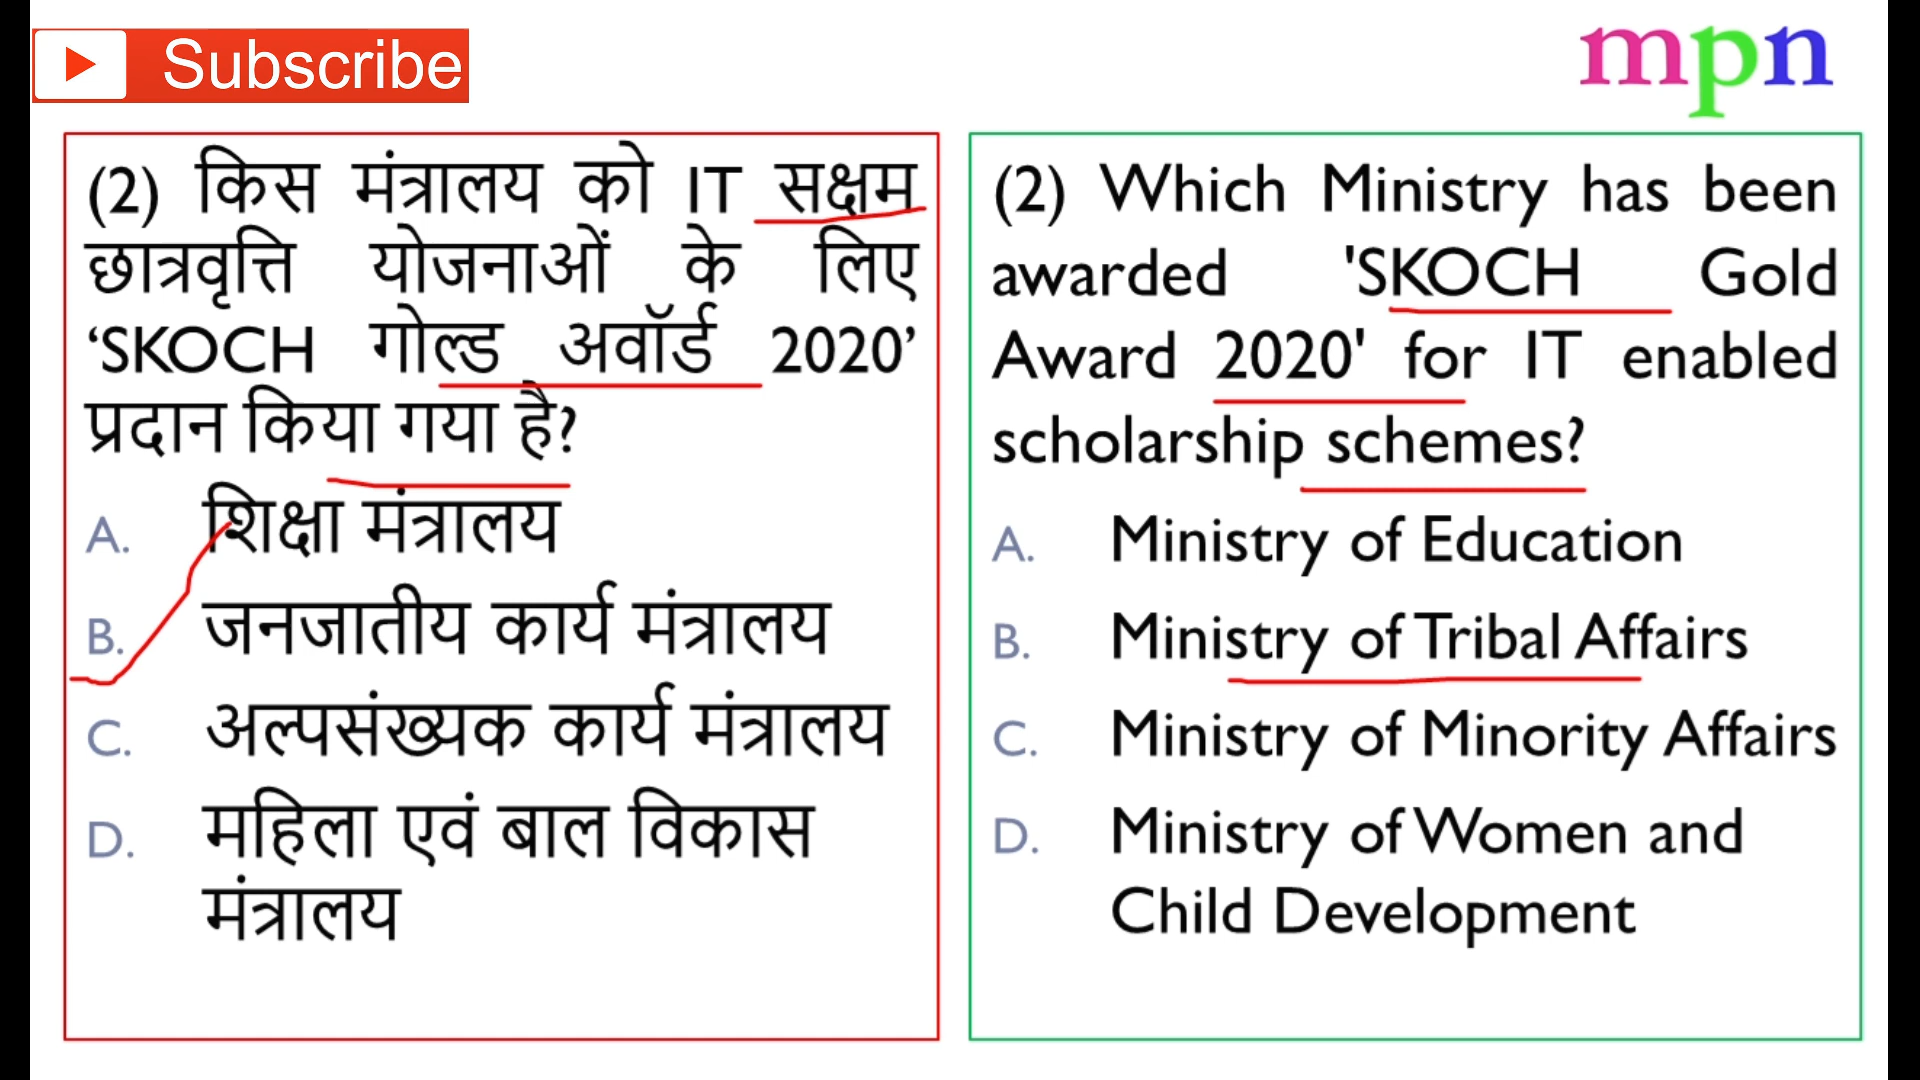 Subscribe
mpn
(2) किस मंत्रालय को IT सक्षम
छात्रवृत्ति योजनाओं के लिए
‘SKOCH गोल्ड अवॉर्ड 2020’
प्रदान किया गया है?
A. शिक्षा मंत्रालय
B. जनजातीय कार्य मंत्रालय
C. अल्पसंख्यक कार्य मंत्रालय
D. महिला एवं बाल विकास
मंत्रालय
(2) Which Ministry has been
awarded 'SKOCH Gold
Award 2020' for IT enabled
scholarship schemes?
A. Ministry of Education
B. Ministry of Tribal Affairs
C. Ministry of Minority Affairs
D. Ministry of Women and
Child Development